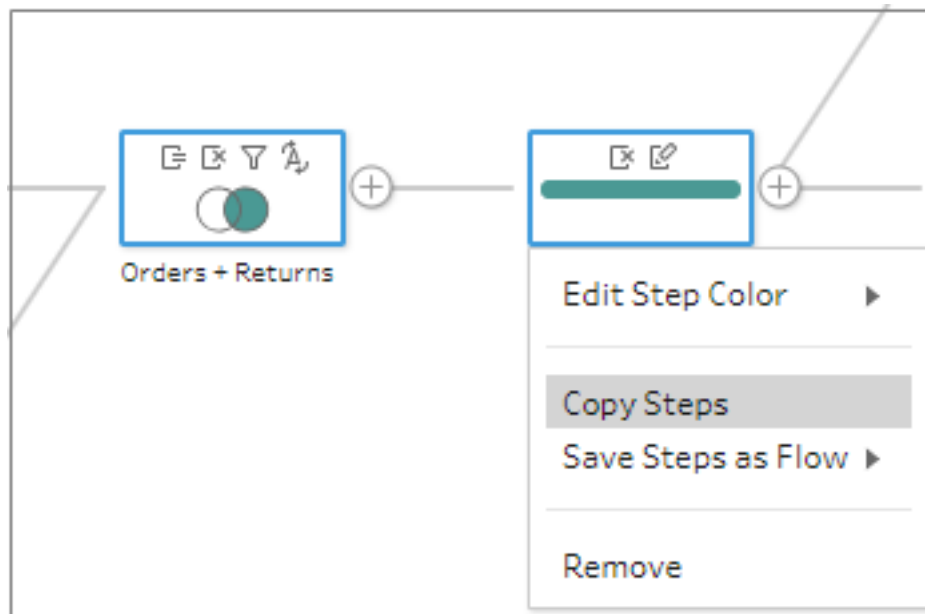 Orders + Returns
Edit Step Color
Copy Steps
Save Steps as Flow
Remove